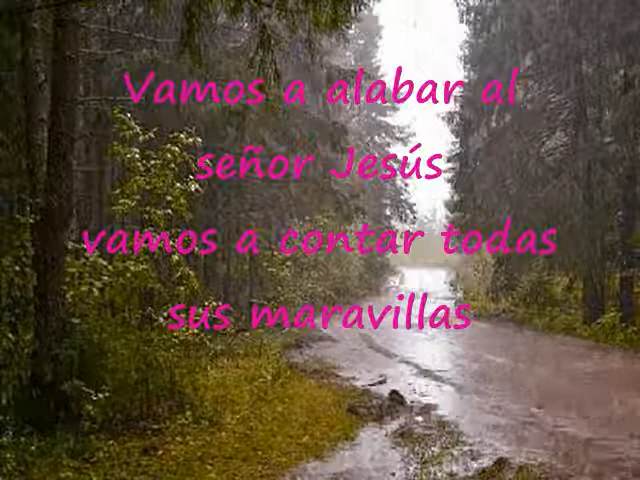 Vamos a alabar al
señor Jesús
vamos a contar todas
sus maravillas